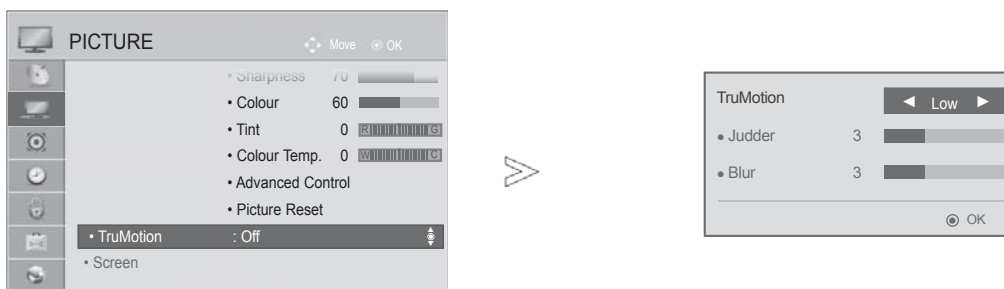 PICTURE
Move OK
• Sharpness 70
• Colour 60
• Tint 0 R G
• Colour Temp. 0 W C
• Advanced Control
• Picture Reset
• TruMotion : Off
• Screen
TruMotion ◄ Low ►
• Judder 3
• Blur 3
OK